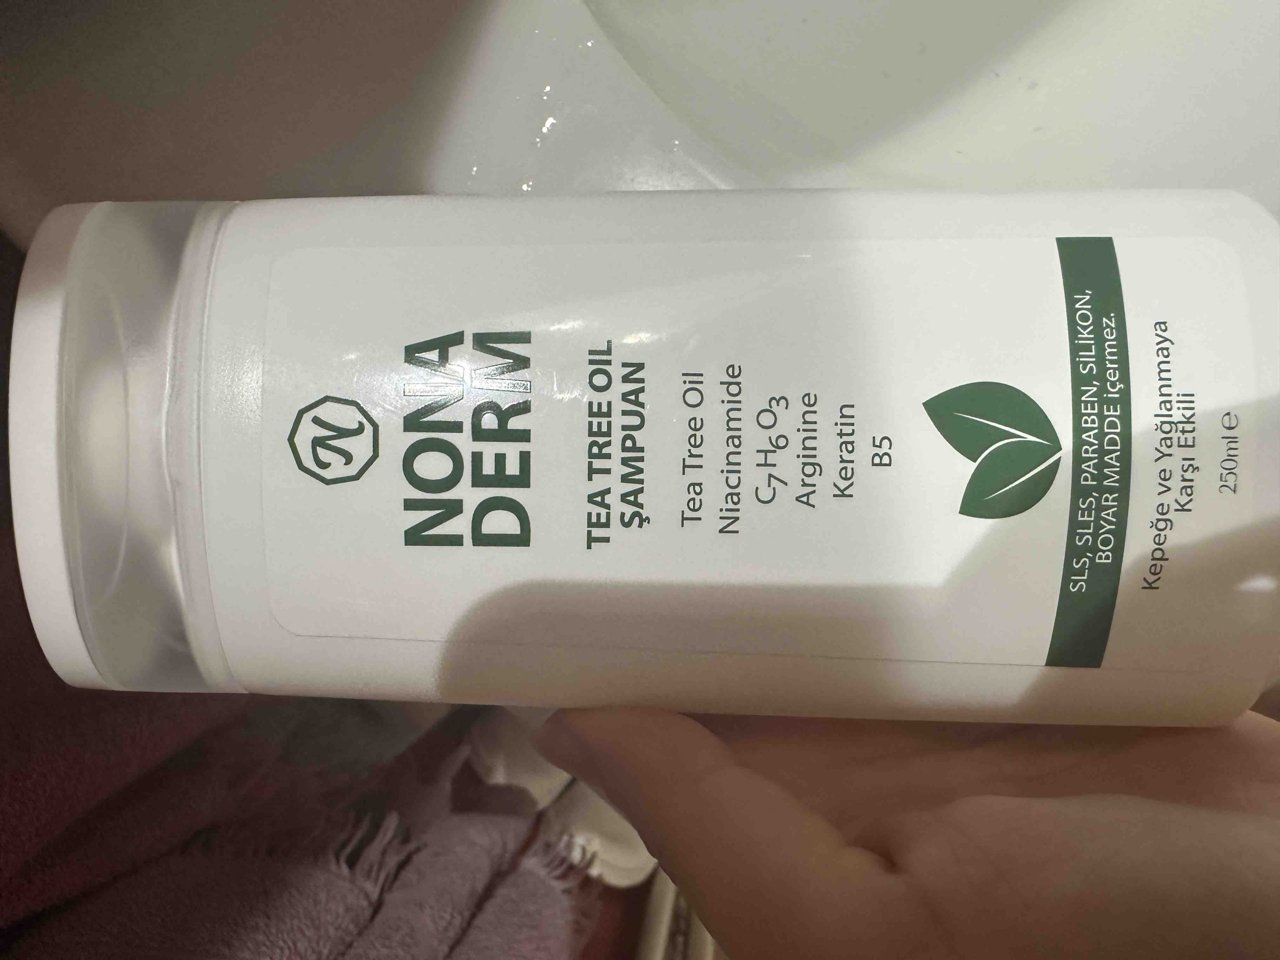 N
NONA
DERM
TEA TREE OIL
ŞAMPUAN
Tea Tree Oil
Niacinamide
C7H6O3
Arginine
Keratin
B5
SLS, SLES, PARABEN, SİLİKON,
BOYAR MADDE içermez.
Kepeğe ve Yağlanmaya
Karşı Etkili
250ml ℮